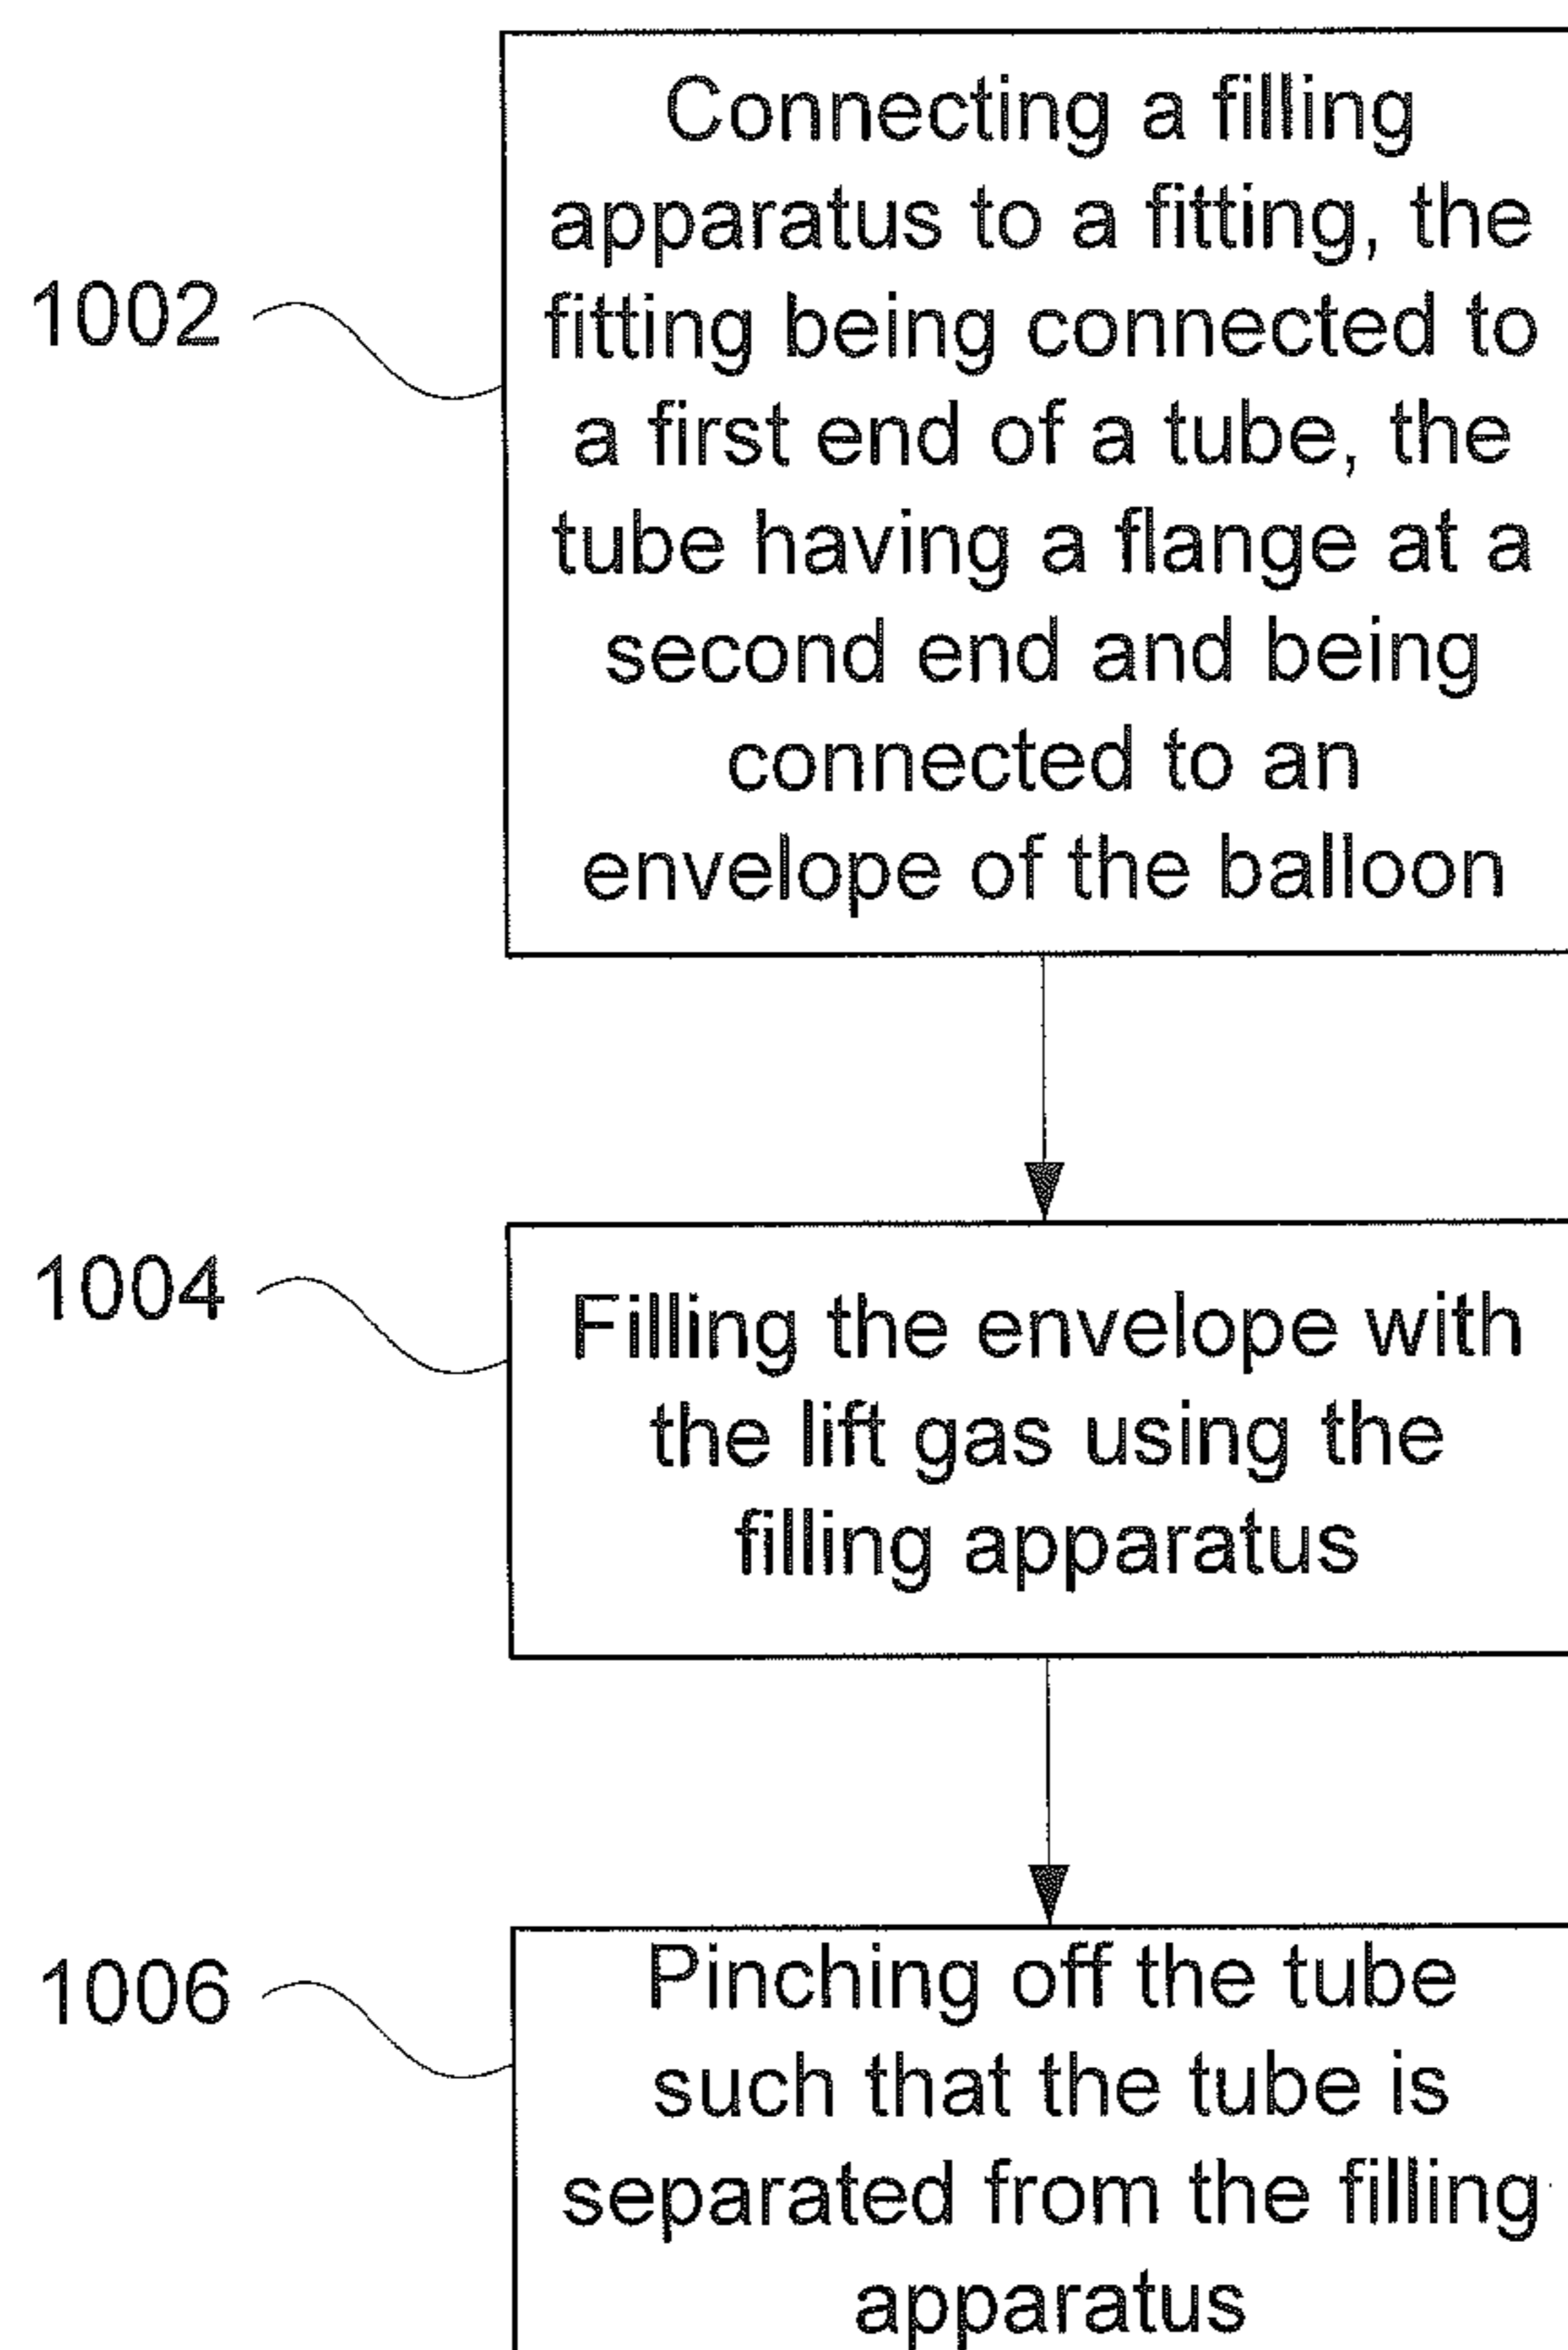 1002
Connecting a filling
apparatus to a fitting, the
fitting being connected to
a first end of a tube, the
tube having a flange at a
second end and being
connected to an
envelope of the balloon
1004
Filling the envelope with
the lift gas using the
filling apparatus
1006
Pinching off the tube
such that the tube is
separated from the filling
apparatus